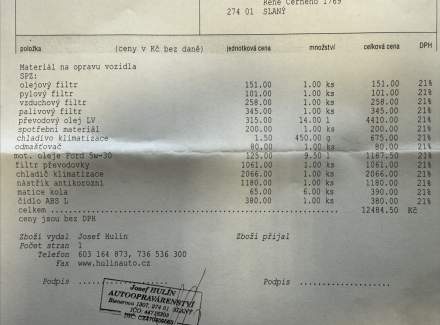 René Černého 1769
274 01 SLANÝ
položka (ceny v Kč bez daně) jednotková cena množství celková cena DPH
Materiál na opravu vozidla
SPZ:
olejový filtr 151.00 1.00 ks 151.00 21%
pylový filtr 101.00 1.00 ks 101.00 21%
vzduchový filtr 258.00 1.00 ks 258.00 21%
palivový filtr 345.00 1.00 ks 345.00 21%
převodový olej LV 315.00 14.00 l 4410.00 21%
spotřební materiál 200.00 1.00 ks 200.00 21%
chladivo klimatizace 1.50 450.00 g 675.00 21%
odmašťovač 80.00 1.00 ks 80.00 21%
mot. oleje Ford 5w-30 125.00 9.50 l 1187.50 21%
filtr převodovky 1061.00 1.00 ks 1061.00 21%
chladič klimatizace 2066.00 1.00 ks 2066.00 21%
nástřik antikorozní 1180.00 1.00 ks 1180.00 21%
matice kola 65.00 6.00 ks 390.00 21%
čidlo ABS L 380.00 1.00 ks 380.00 21%
celkem 12484.50 Kč
ceny jsou bez DPH
Zboží vydal Josef Hulín Zboží přijal
Počet stran 1
Telefon 603 164 873, 736 536 300
Fax www.hulinauto.cz
Podpis Podpis
Josef HULÍN
AUTOOPRAVÁRENSTVÍ
274 01 SLANÝ